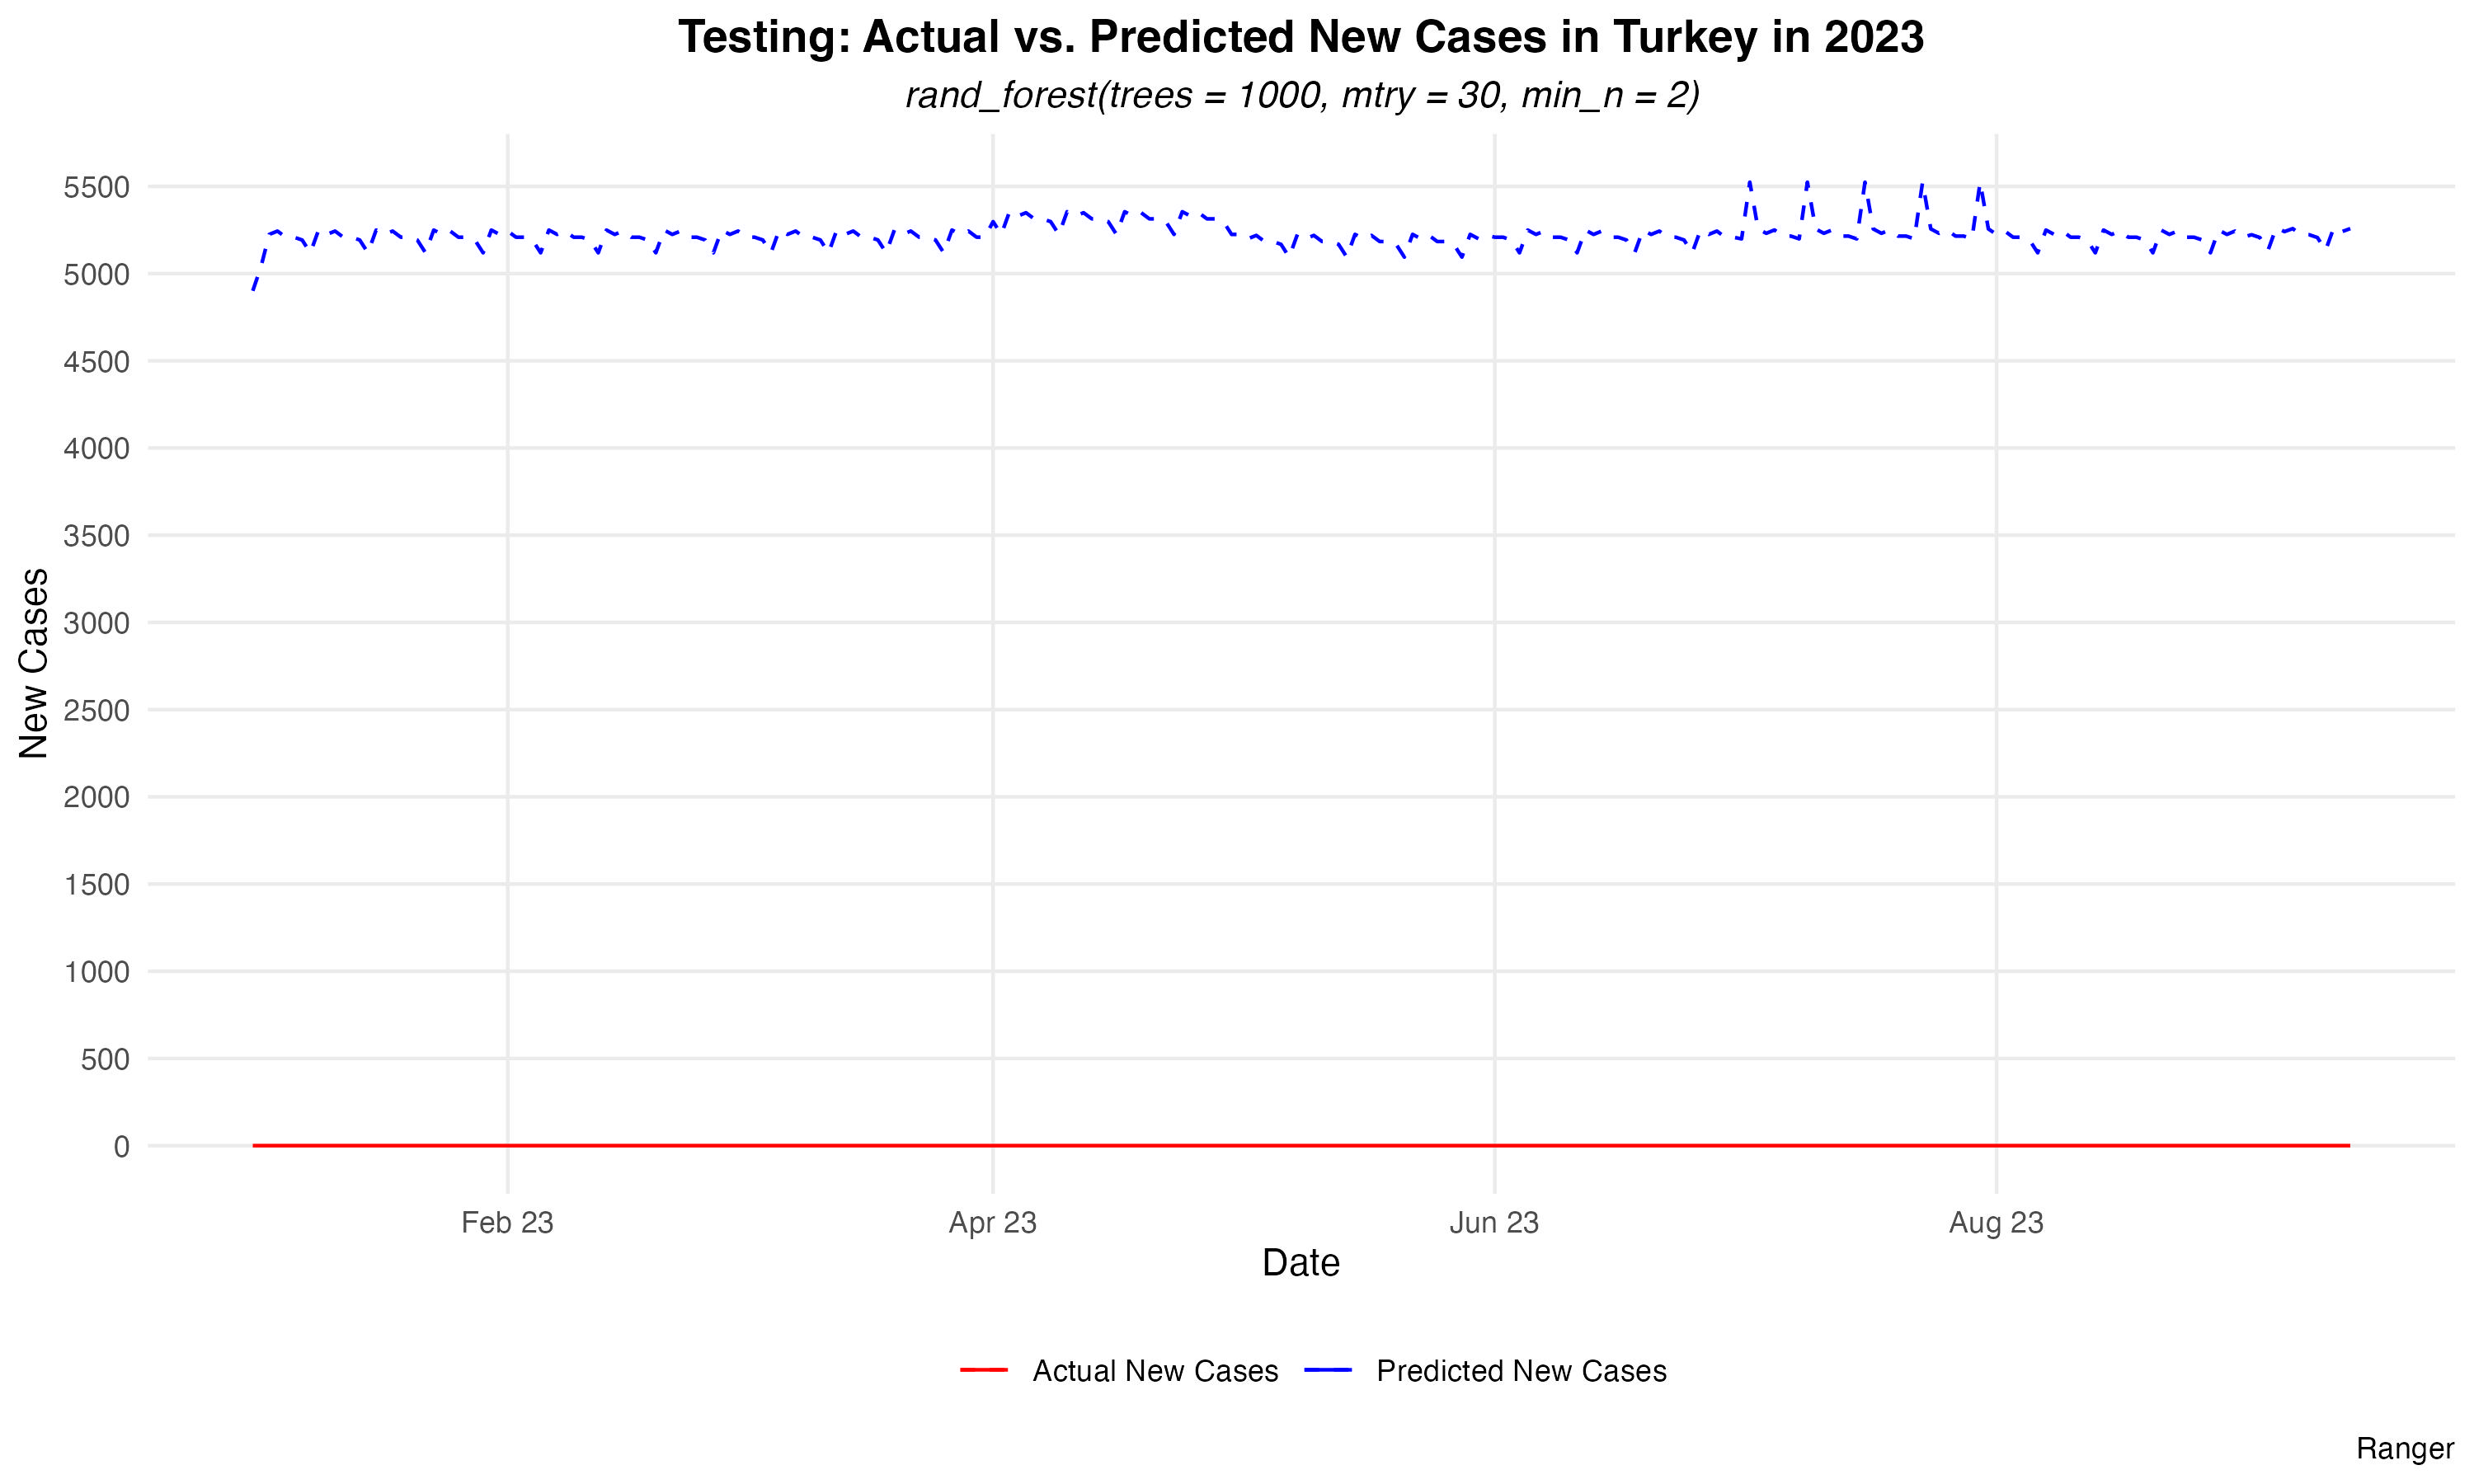 Testing: Actual vs. Predicted New Cases in Turkey in 2023
rand_forest(trees = 1000, mtry = 30, min_n = 2)
New Cases
5500
5000
4500
4000
3500
3000
2500
2000
1500
1000
500
0
Feb 23 Apr 23 Jun 23 Aug 23
Date
Actual New Cases Predicted New Cases
Ranger